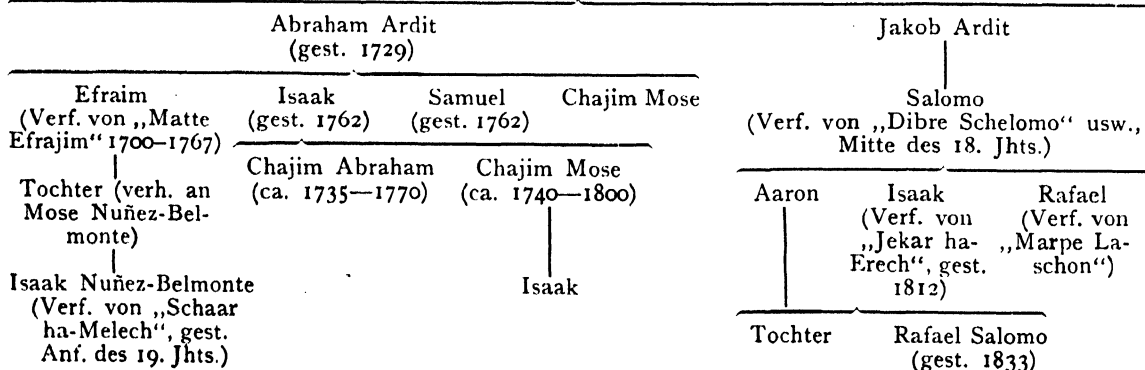 Abraham Ardit
(gest. 1729)
Jakob Ardit
Efraim
(Verf. von „Matte
Efrajim“ 1700–1767)
Isaak
(gest. 1762)
Samuel
(gest. 1762)
Chajim Mose
Salomo
(Verf. von „Dibre Schelomo“ usw.,
Mitte des 18. Jhts.)
Tochter (verh. an
Mose Nuñez-Bel-
monte)
Chajim Abraham
(ca. 1735—1770)
Chajim Mose
(ca. 1740—1800)
Aaron
Isaak
(Verf. von
„Jekar ha-
Erech“, gest.
1812)
Rafael
(Verf. von
„Marpe La-
schon“)
Isaak Nuñez-Belmonte
(Verf. von „Schaar
ha-Melech“, gest.
Anf. des 19. Jhts.)
Isaak
Tochter
Rafael Salomo
(gest. 1833)